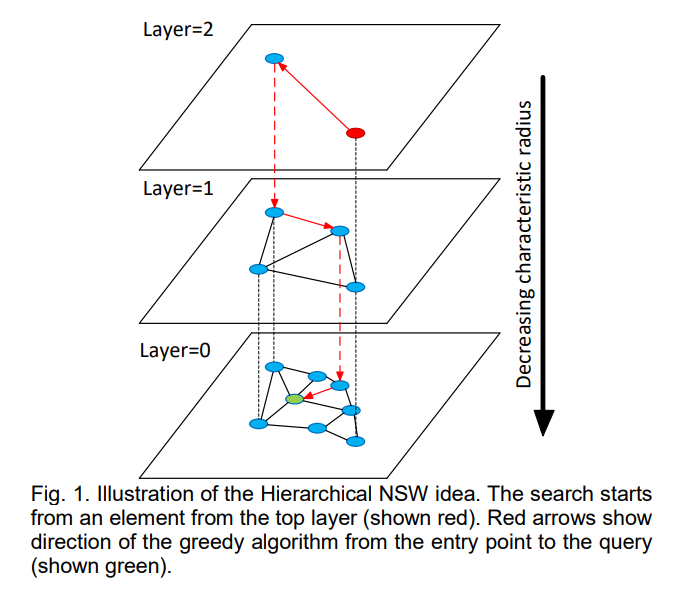 Layer=2
Layer=1
Layer=0
Decreasing characteristic radius
Fig. 1. Illustration of the Hierarchical NSW idea. The search starts
from an element from the top layer (shown red). Red arrows show
direction of the greedy algorithm from the entry point to the query
(shown green).